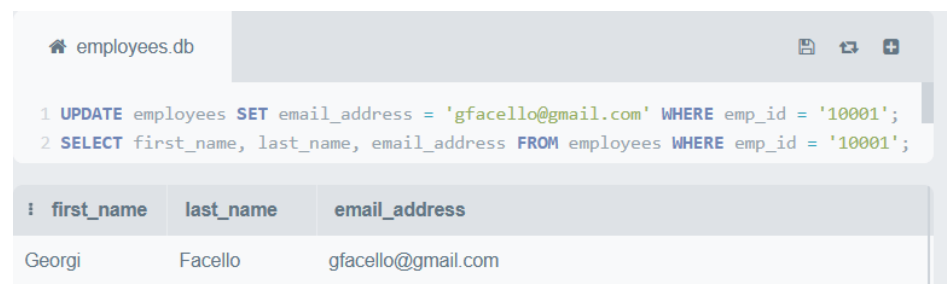 employees.db
1 UPDATE employees SET email_address = 'gfacello@gmail.com' WHERE emp_id = '10001';
2 SELECT first_name, last_name, email_address FROM employees WHERE emp_id = '10001';
first_name last_name email_address
Georgi Facello gfacello@gmail.com